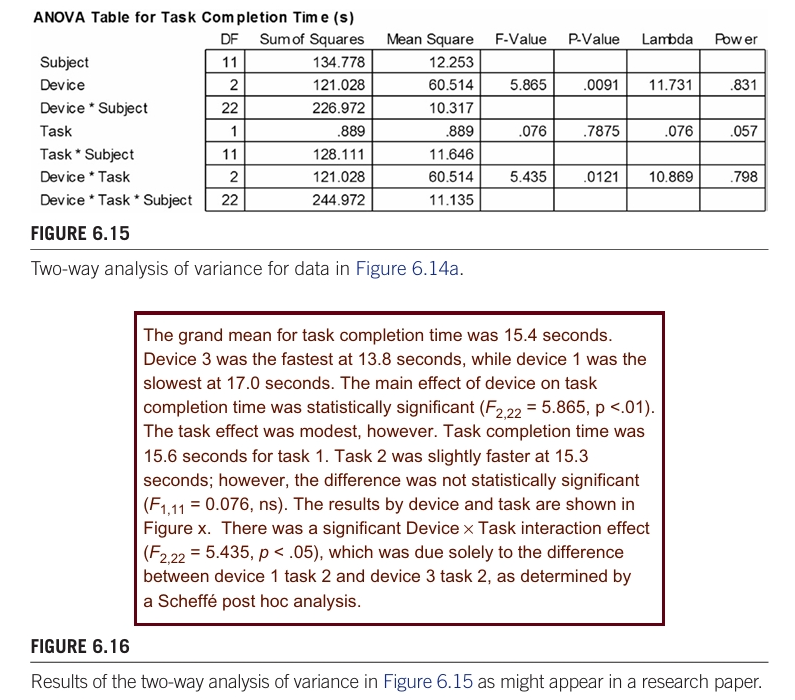 ANOVA Table for Task Completion Time (s)
DF Sum of Squares Mean Square F-Value P-Value Lambda Power
Subject 11 134.778 12.253
Device 2 121.028 60.514 5.865 .0091 11.731 .831
Device * Subject 22 226.972 10.317
Task 1 .889 .889 .076 .7875 .076 .057
Task * Subject 11 128.111 11.646
Device * Task 2 121.028 60.514 5.435 .0121 10.869 .798
Device * Task * Subject 22 244.972 11.135
FIGURE 6.15
Two-way analysis of variance for data in Figure 6.14a.
The grand mean for task completion time was 15.4 seconds.
Device 3 was the fastest at 13.8 seconds, while device 1 was the
slowest at 17.0 seconds. The main effect of device on task
completion time was statistically significant (F2,22 = 5.865, p <.01).
The task effect was modest, however. Task completion time was
15.6 seconds for task 1. Task 2 was slightly faster at 15.3
seconds; however, the difference was not statistically significant
(F1,11 = 0.076, ns). The results by device and task are shown in
Figure x. There was a significant Device × Task interaction effect
(F2,22 = 5.435, p < .05), which was due solely to the difference
between device 1 task 2 and device 3 task 2, as determined by
a Scheffé post hoc analysis.
FIGURE 6.16
Results of the two-way analysis of variance in Figure 6.15 as might appear in a research paper.